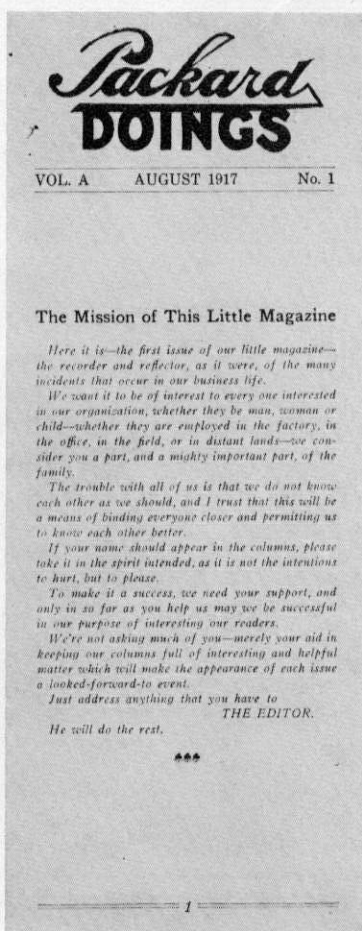 Packard
DOINGS
VOL. A AUGUST 1917 No. 1
The Mission of This Little Magazine
Here it is—the first issue of our little magazine—
the recorder and reflector, as it were, of the many
incidents that occur in our business life.
We want it to be of interest to every one interested
in our organization, whether they be man, woman or
child—whether they are employed in the factory, in
the office, in the field, or in distant lands—we con-
sider you a part, and a mighty important part, of the
family.
The trouble with all of us is that we do not know
each other as we should, and I trust that this will be
a means of binding everyone closer and permitting us
to know each other better.
If your name should appear in the columns, please
take it in the spirit intended, as it is not the intentions
to hurt, but to please.
To make it a success, we need your support, and
only in so far as you help us may we be successful
in our purpose of interesting our readers.
We're not asking much of you—merely your aid in
keeping our columns full of interesting and helpful
matter which will make the appearance of each issue
a looked-forward-to event.
Just address anything that you have to
THE EDITOR.
He will do the rest.
1